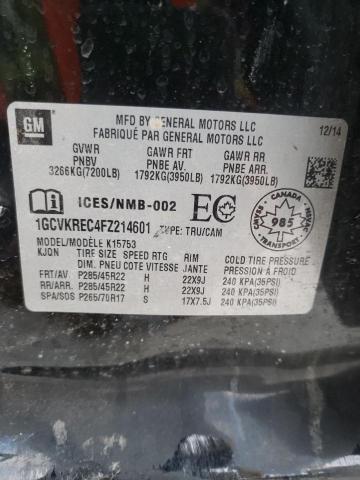 GM
MFD BY GENERAL MOTORS LLC
FABRIQUÉ PAR GENERAL MOTORS LLC
12/14
GVWR GAWR FRT GAWR RR
PNBV PNBE AV. PNBE ARR.
3266KG(7200LB) 1792KG(3950LB) 1792KG(3950LB)
ICES/NMB-002 EC
CANADA
985
CMVSS
NSVAC
1GCVKREC4FZ214601 TYPE: TRU/CAM
MODEL/MODÈLE K15753
KJQN TIRE SIZE SPEED RTG RIM COLD TIRE PRESSURE
DIM. PNEU COTE VITESSE JANTE PRESSION À FROID
FRT/AV P285/45R22 H 22X9J 240 KPA(35PSI)
RR/ARR. P285/45R22 H 22X9J 240 KPA(35PSI)
SPA/SDS P265/70R17 S 17X7.5J 240 KPA(35PSI)